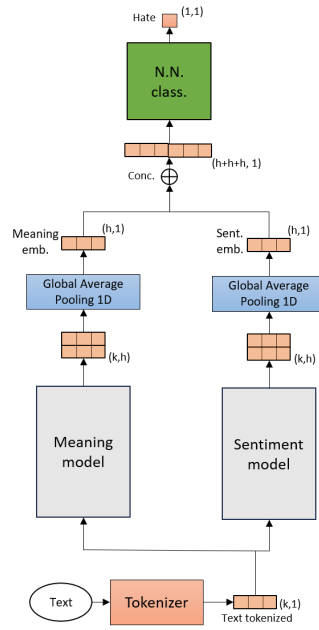 Hate
(1,1)
N.N.
class.
(h+h+h, 1)
Conc.
Meaning
emb.
(h,1)
Sent.
emb.
(h,1)
Global Average
Pooling 1D
Global Average
Pooling 1D
(k,h)
(k,h)
Meaning
model
Sentiment
model
Text
Tokenizer
(k,1)
Text tokenized